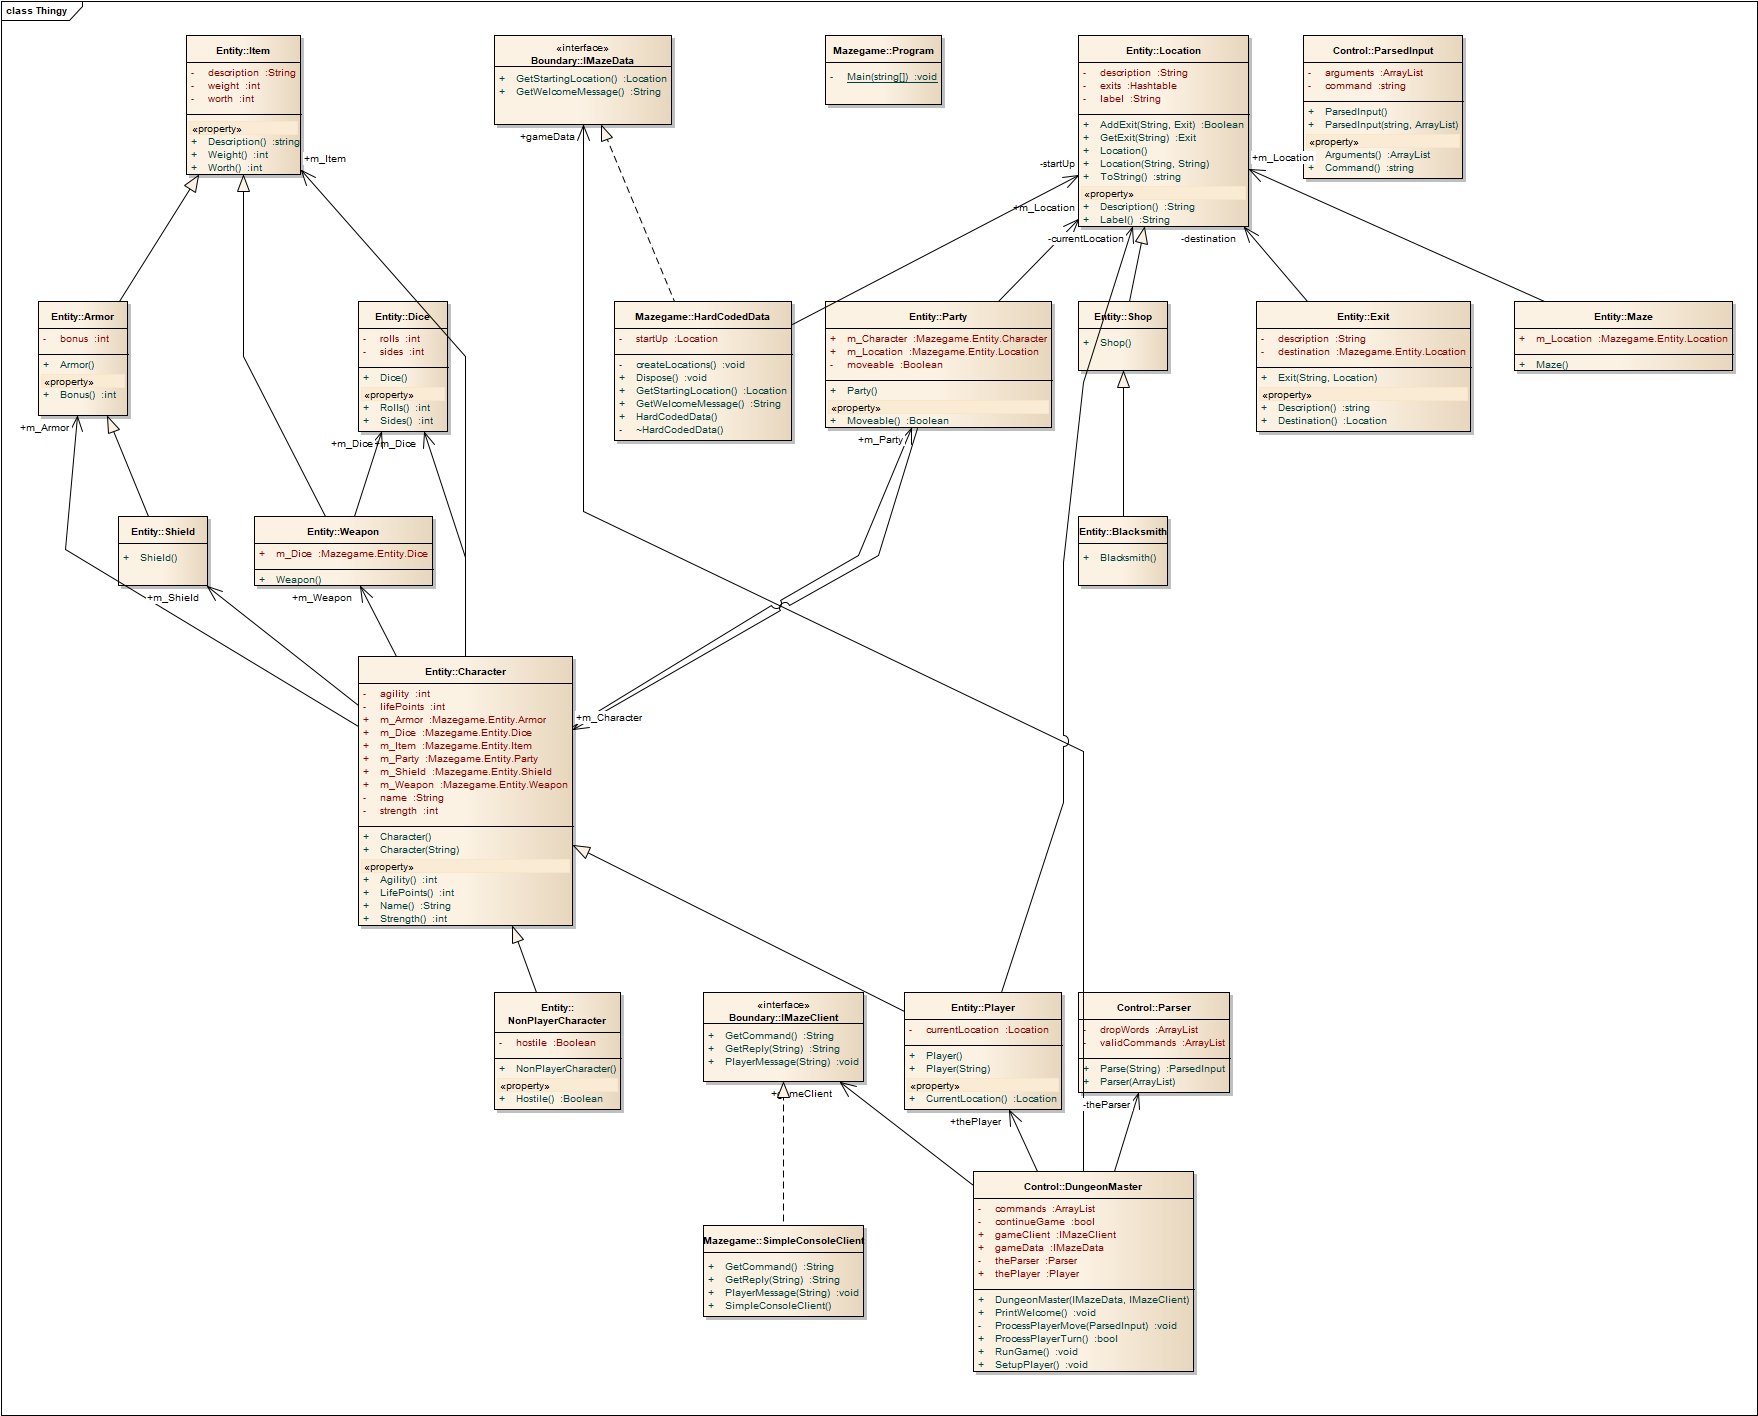 class Thingy
Entity::Item
- description :String
- weight :int
- worth :int
«property»
+ Description() :string
+ Weight() :int
+ Worth() :int
+m_Item
«interface»
Boundary::IMazeData
+ GetStartingLocation() :Location
+ GetWelcomeMessage() :String
+gameData
Mazegame::Program
- Main(string[]) :void
Entity::Location
- description :String
- exits :Hashtable
- label :String
+ AddExit(String, Exit) :Boolean
+ GetExit(String) :Exit
+ Location()
+ Location(String, String)
+ ToString() :string
«property»
+ Description() :String
+ Label() :String
-startUp
+m_Location
-currentLocation
-destination
+m_Location
Control::ParsedInput
- arguments :ArrayList
- command :string
+ ParsedInput()
+ ParsedInput(string, ArrayList)
«property»
Arguments() :ArrayList
+ Command() :string
Entity::Armor
- bonus :int
+ Armor()
«property»
+ Bonus() :int
+m_Armor
Entity::Dice
- rolls :int
- sides :int
+ Dice()
«property»
+ Rolls() :int
+ Sides() :int
+m_Dice +m_Dice
Mazegame::HardCodedData
- startUp :Location
- createLocations() :void
+ Dispose() :void
+ GetStartingLocation() :Location
+ GetWelcomeMessage() :String
+ HardCodedData()
- ~HardCodedData()
Entity::Party
+ m_Character :Mazegame.Entity.Character
+ m_Location :Mazegame.Entity.Location
- moveable :Boolean
+ Party()
«property»
+ Moveable() :Boolean
+m_Party
Entity::Shop
+ Shop()
Entity::Exit
- description :String
- destination :Mazegame.Entity.Location
+ Exit(String, Location)
«property»
+ Description() :string
+ Destination() :Location
Entity::Maze
+ m_Location :Mazegame.Entity.Location
+ Maze()
Entity::Shield
+ Shield()
+m_Shield
Entity::Weapon
+ m_Dice :Mazegame.Entity.Dice
+ Weapon()
+m_Weapon
Entity::Blacksmith
+ Blacksmith()
Entity::Character
- agility :int
- lifePoints :int
+ m_Armor :Mazegame.Entity.Armor
+ m_Dice :Mazegame.Entity.Dice
+ m_Item :Mazegame.Entity.Item
+ m_Party :Mazegame.Entity.Party
+ m_Shield :Mazegame.Entity.Shield
+ m_Weapon :Mazegame.Entity.Weapon
- name :String
- strength :int
+ Character()
+ Character(String)
«property»
+ Agility() :int
+ LifePoints() :int
+ Name() :String
+ Strength() :int
+m_Character
Entity::
NonPlayerCharacter
- hostile :Boolean
+ NonPlayerCharacter()
«property»
+ Hostile() :Boolean
«interface»
Boundary::IMazeClient
+ GetCommand() :String
+ GetReply(String) :String
+ PlayerMessage(String) :void
Entity::Player
- currentLocation :Location
+ Player()
+ Player(String)
«property»
+ CurrentLocation() :Location
+thePlayer
Control::Parser
- dropWords :ArrayList
- validCommands :ArrayList
+ Parse(String) :ParsedInput
+ Parser(ArrayList)
-theParser
Mazegame::SimpleConsoleClient
+ GetCommand() :String
+ GetReply(String) :String
+ PlayerMessage(String) :void
+ SimpleConsoleClient()
Control::DungeonMaster
- commands :ArrayList
- continueGame :bool
+ gameClient :IMazeClient
+ gameData :IMazeData
- theParser :Parser
+ thePlayer :Player
+ DungeonMaster(IMazeData, IMazeClient)
+ PrintWelcome() :void
- ProcessPlayerMove(ParsedInput) :void
+ ProcessPlayerTurn() :bool
+ RunGame() :void
+ SetupPlayer() :void